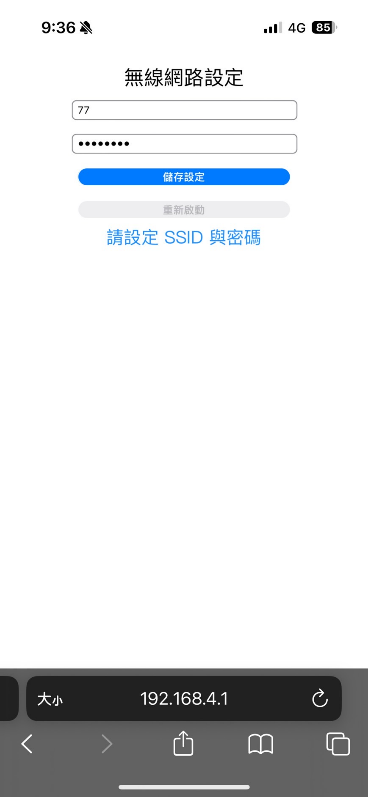 9:36
4G
85
無線網路設定
77
••••••••
儲存設定
重新啟動
請設定 SSID 與密碼
大小
192.168.4.1